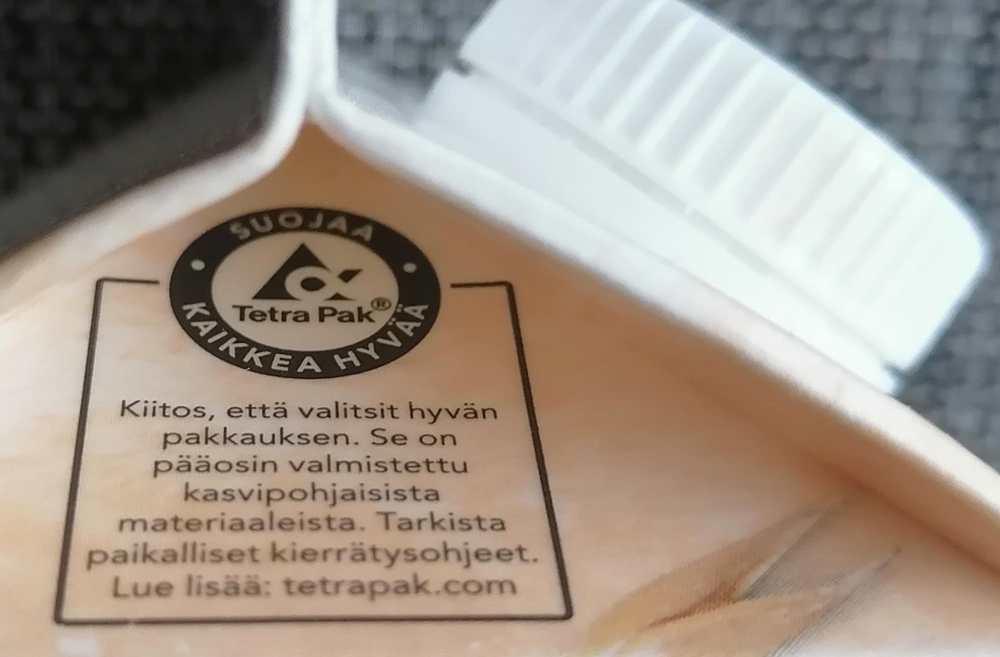 SUOJAA
Tetra Pak®
KAIKKEA HYVÄÄ
Kiitos, että valitsit hyvän
pakkauksen. Se on
pääosin valmistettu
kasvipohjaisista
materiaaleista. Tarkista
paikalliset kierrätysohjeet.
Lue lisää: tetrapak.com